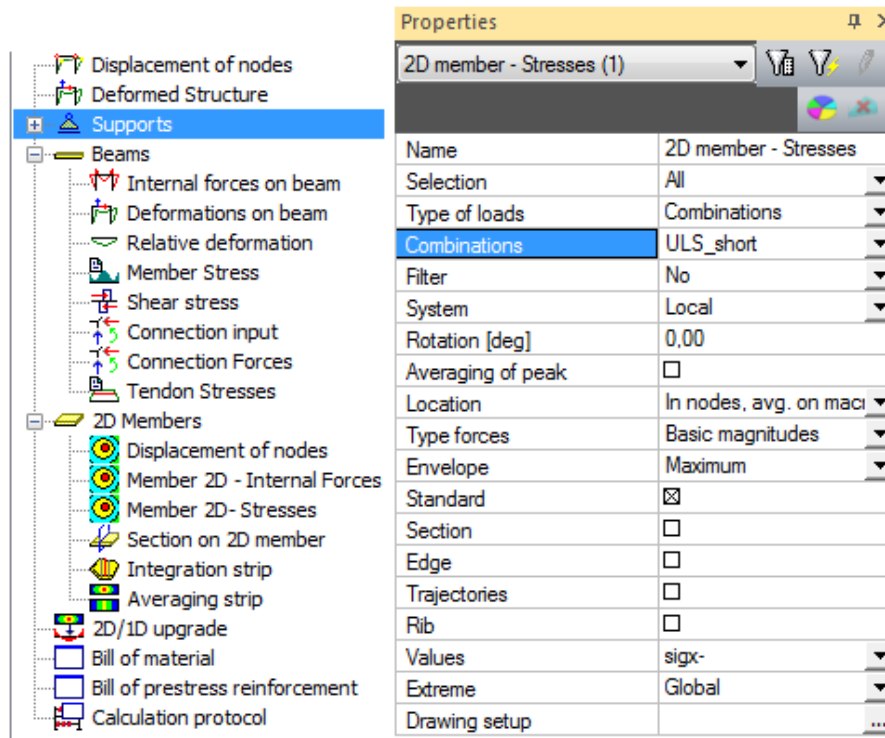 Displacement of nodes
Deformed Structure
Supports
Beams
Internal forces on beam
Deformations on beam
Relative deformation
Member Stress
Shear stress
Connection input
Connection Forces
Tendon Stresses
2D Members
Displacement of nodes
Member 2D - Internal Forces
Member 2D- Stresses
Section on 2D member
Integration strip
Averaging strip
2D/1D upgrade
Bill of material
Bill of prestress reinforcement
Calculation protocol
Properties
2D member - Stresses (1)
Name 2D member - Stresses
Selection All
Type of loads Combinations
Combinations ULS_short
Filter No
System Local
Rotation [deg] 0,00
Averaging of peak
Location In nodes, avg. on macr
Type forces Basic magnitudes
Envelope Maximum
Standard
Section
Edge
Trajectories
Rib
Values sigx-
Extreme Global
Drawing setup ...